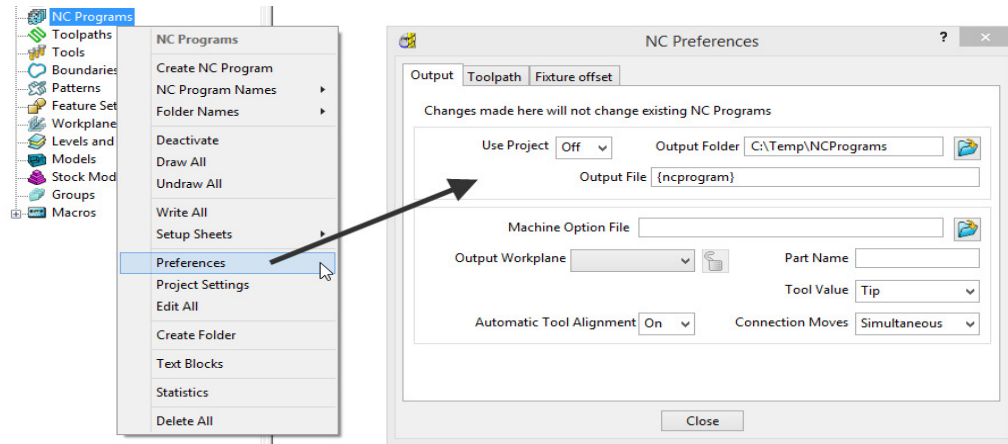 NC Programs
Toolpaths
Tools
Boundaries
Patterns
Feature Set
Workplane
Levels and
Models
Stock Mod
Groups
Macros
NC Programs
Create NC Program
NC Program Names
Folder Names
Deactivate
Draw All
Undraw All
Write All
Setup Sheets
Preferences
Project Settings
Edit All
Create Folder
Text Blocks
Statistics
Delete All
NC Preferences
?
Output Toolpath Fixture offset
Changes made here will not change existing NC Programs
Use Project Off Output Folder C:\Temp\NCPrograms
Output File {ncprogram}
Machine Option File
Output Workplane Part Name
Tool Value Tip
Automatic Tool Alignment On Connection Moves Simultaneous
Close